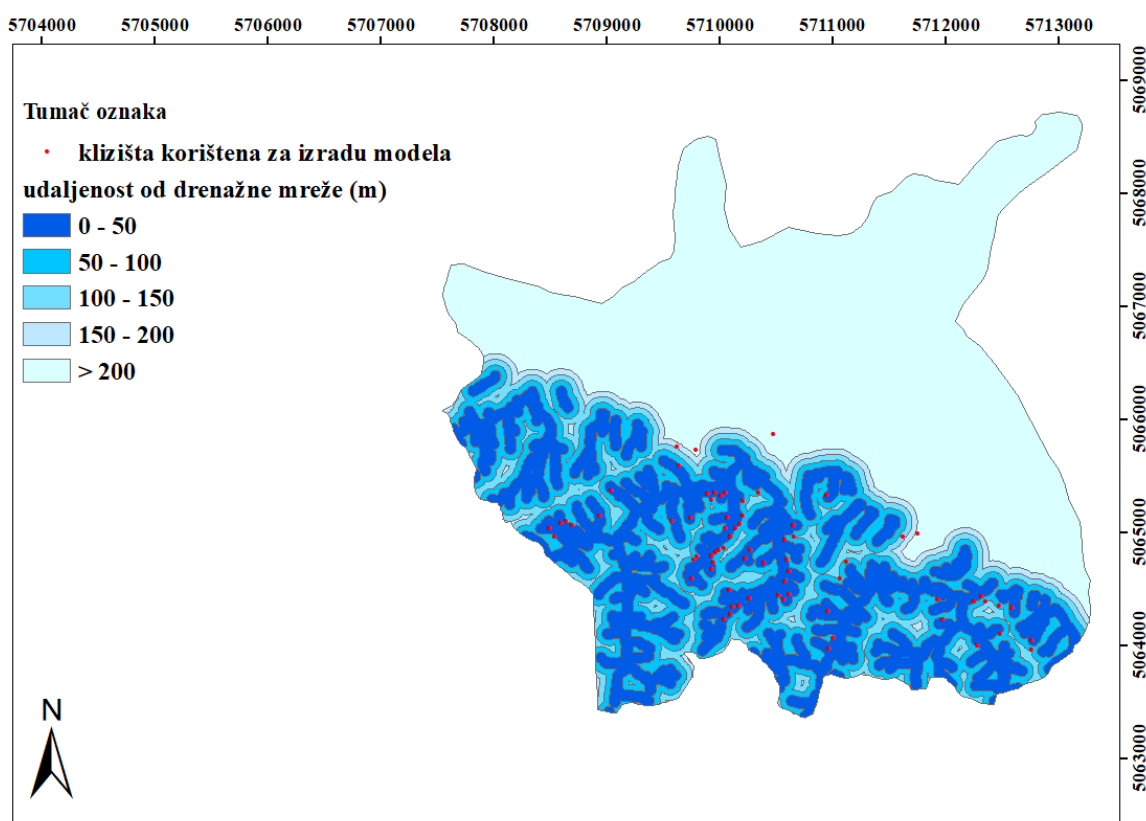 5704000 5705000 5706000 5707000 5708000 5709000 5710000 5711000 5712000 5713000
5069000
5068000
5067000
5066000
5065000
5064000
5063000
Tumač oznaka
klizišta korištena za izradu modela
udaljenost od drenažne mreže (m)
0 - 50
50 - 100
100 - 150
150 - 200
> 200
N